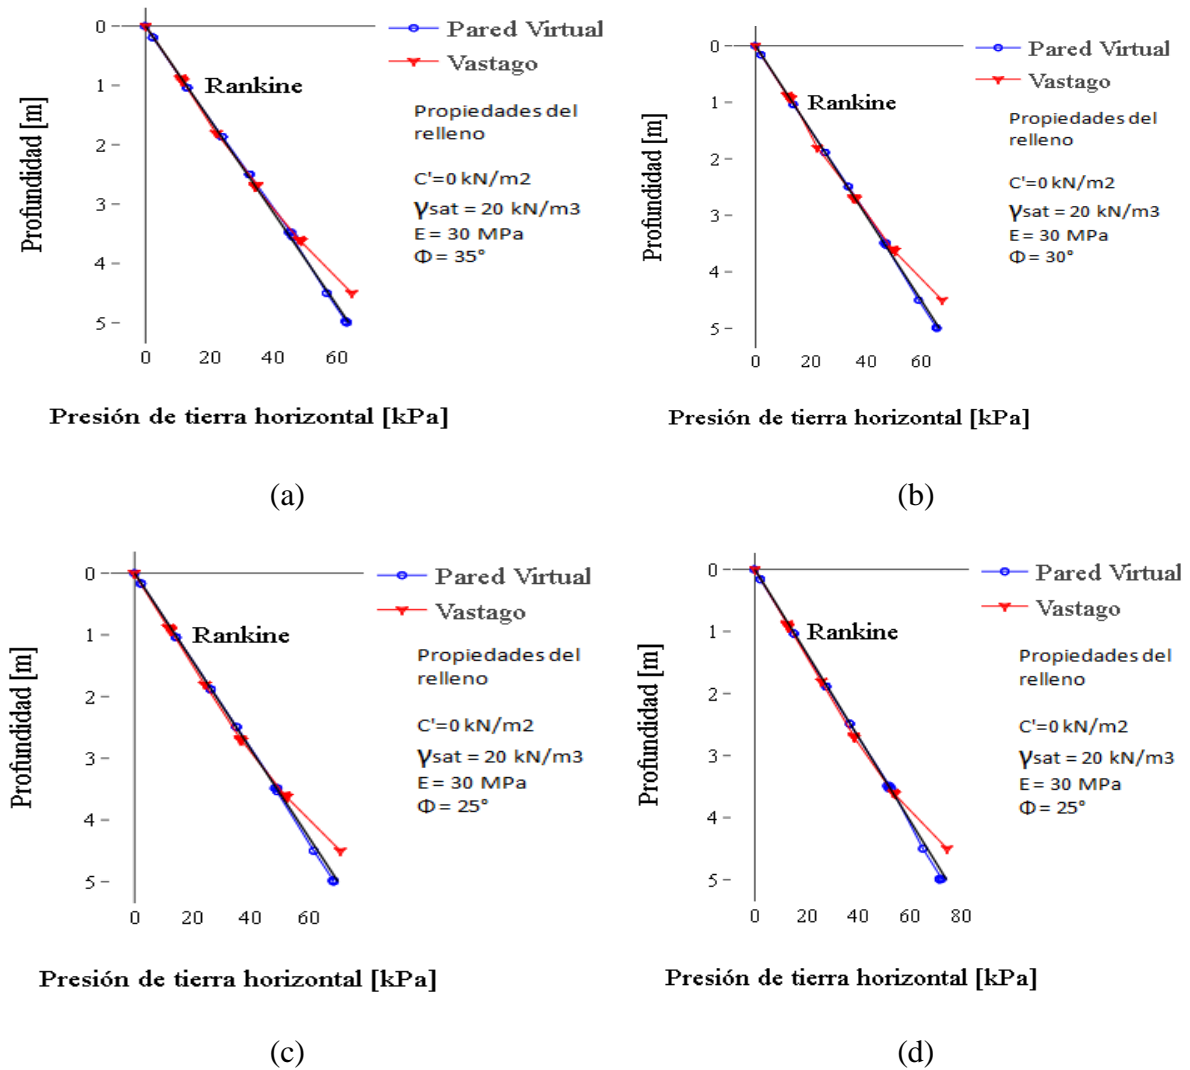 Pared Virtual
Vastago
Rankine
Propiedades del
relleno
C'=0 kN/m2
γsat = 20 kN/m3
E = 30 MPa
Φ = 35°
Profundidad [m]
0
1
2
3
4
5
0 20 40 60
Presión de tierra horizontal [kPa]
(a)
Pared Virtual
Vastago
Rankine
Propiedades del
relleno
C'=0 kN/m2
γsat = 20 kN/m3
E = 30 MPa
Φ = 30°
Profundidad [m]
0
1
2
3
4
5
0 20 40 60
Presión de tierra horizontal [kPa]
(b)
Pared Virtual
Vastago
Rankine
Propiedades del
relleno
C'=0 kN/m2
γsat = 20 kN/m3
E = 30 MPa
Φ = 25°
Profundidad [m]
0
1
2
3
4
5
0 20 40 60
Presión de tierra horizontal [kPa]
(c)
Pared Virtual
Vastago
Rankine
Propiedades del
relleno
C'=0 kN/m2
γsat = 20 kN/m3
E = 30 MPa
Φ = 25°
Profundidad [m]
0
1
2
3
4
5
0 20 40 60 80
Presión de tierra horizontal [kPa]
(d)